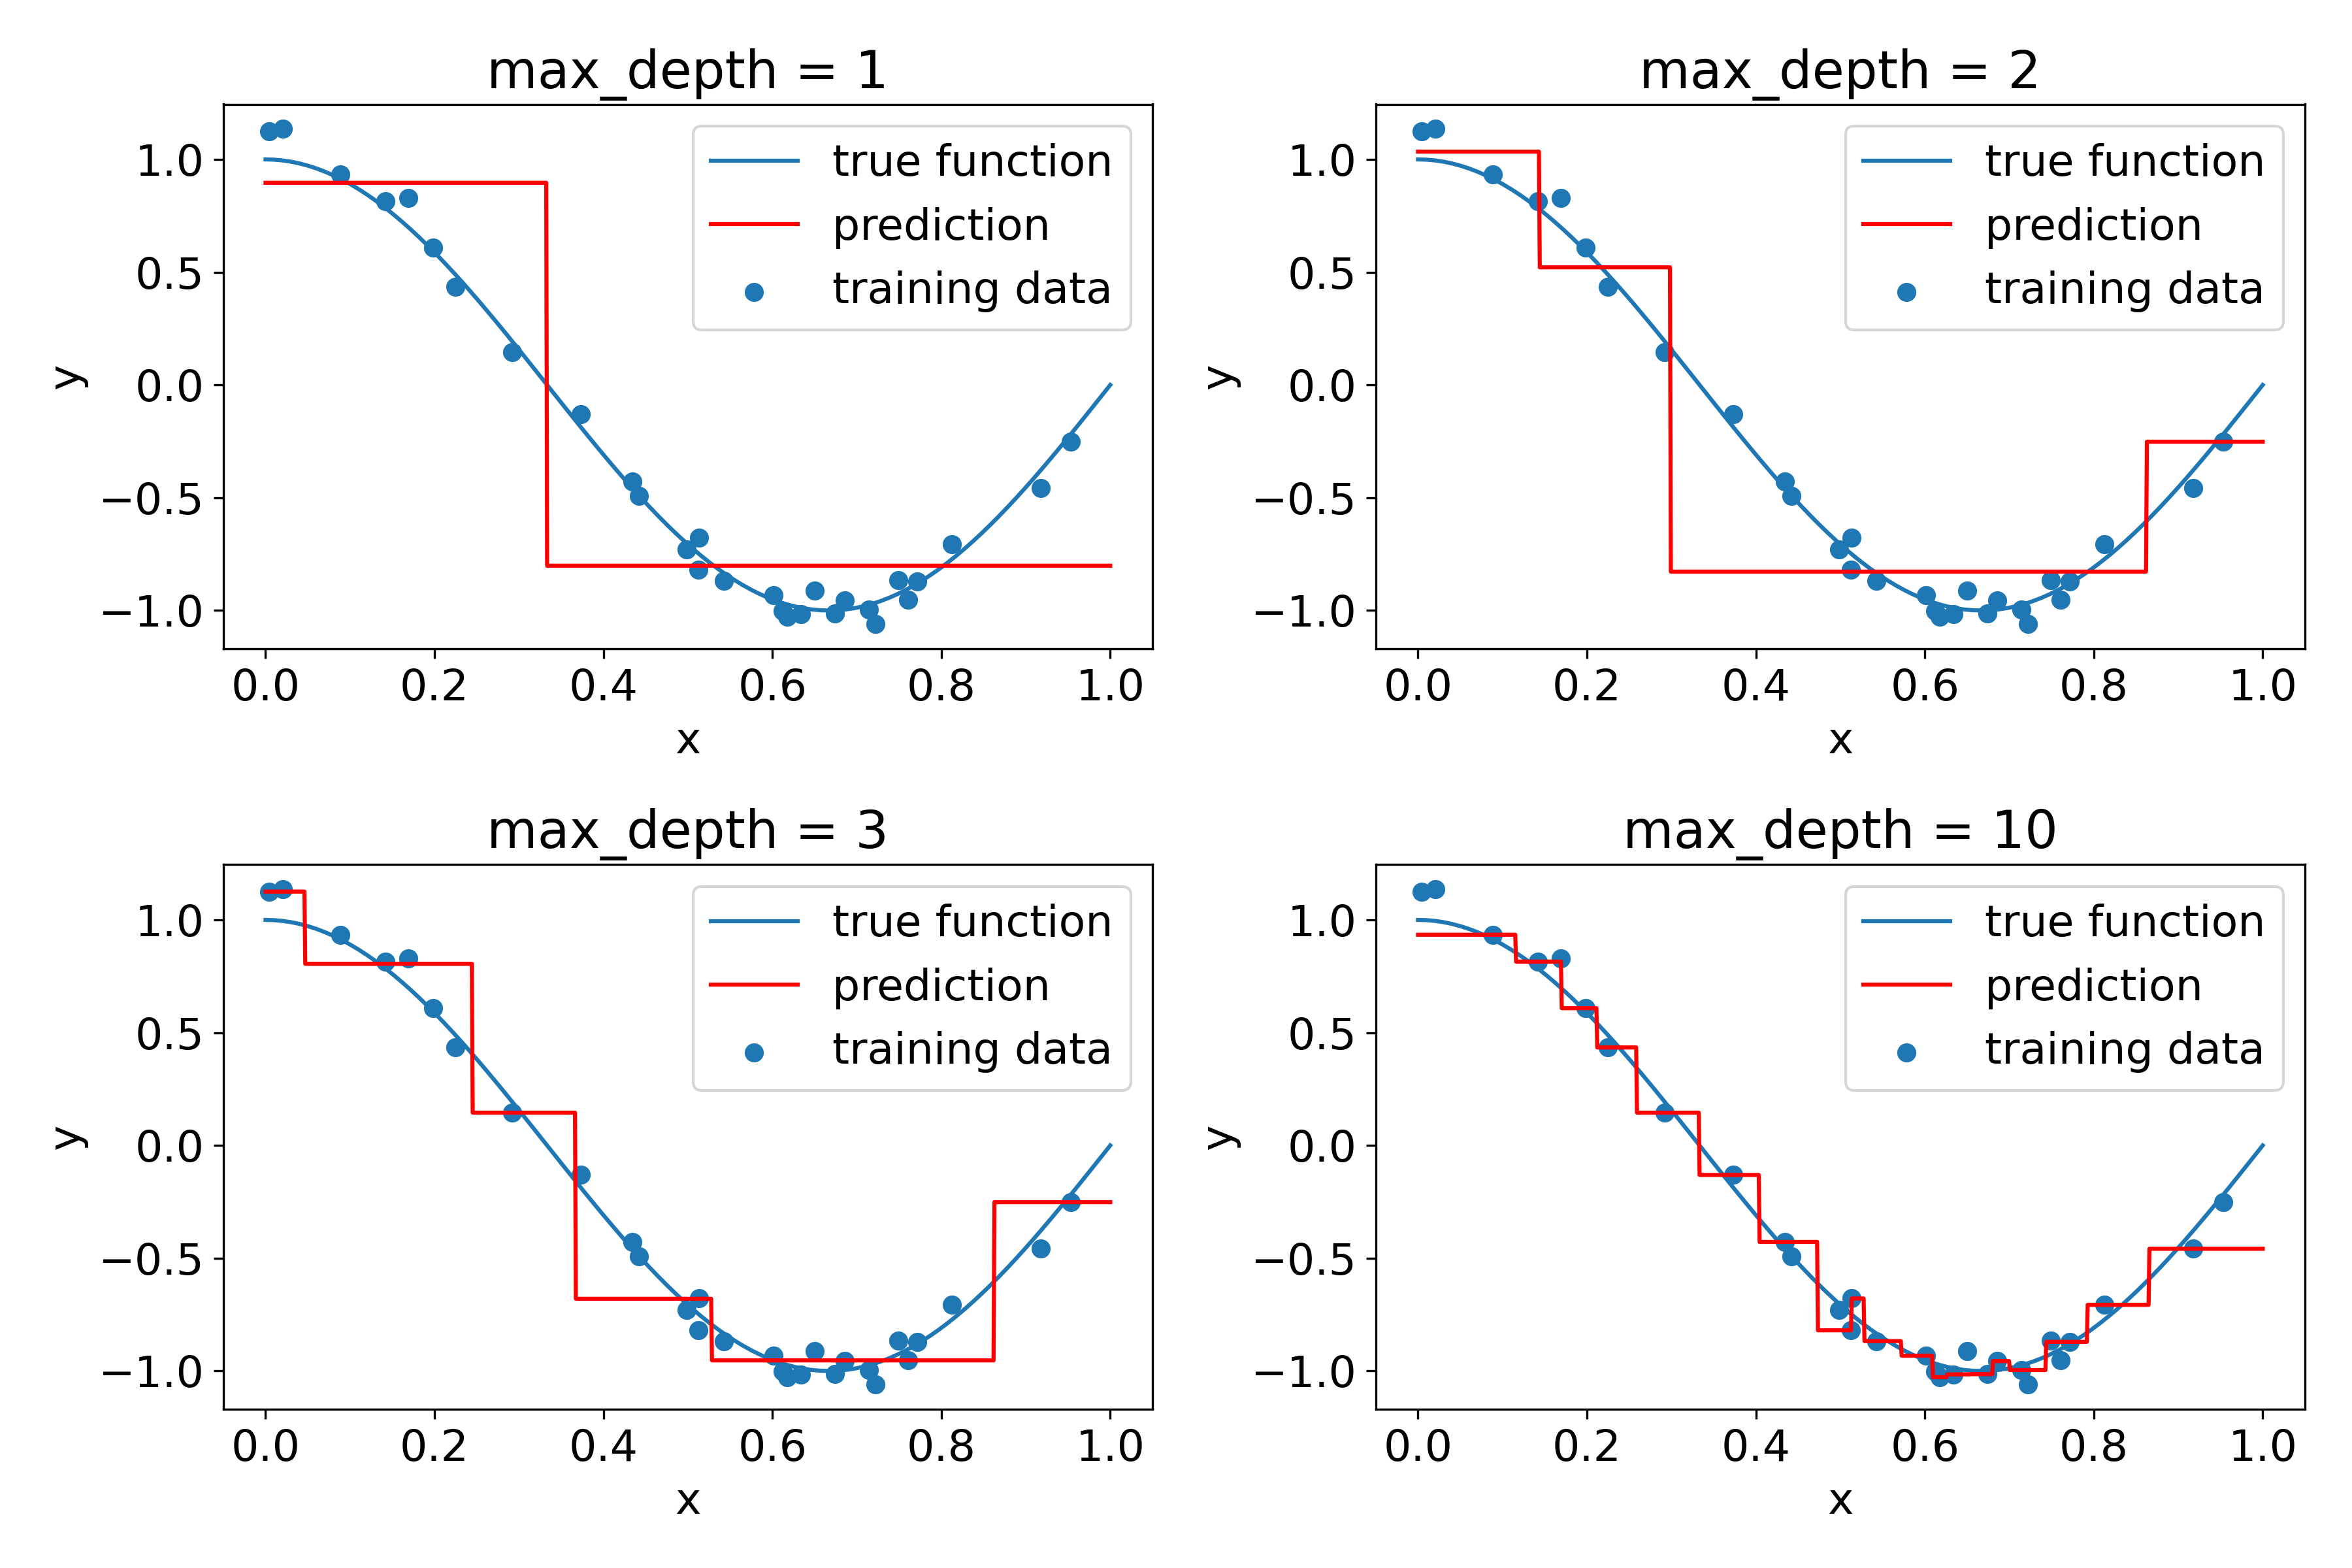 max_depth = 1
true function
prediction
training data
1.0
0.5
0.0
−0.5
−1.0
y
0.0 0.2 0.4 0.6 0.8 1.0
x
max_depth = 2
true function
prediction
training data
1.0
0.5
0.0
−0.5
−1.0
y
0.0 0.2 0.4 0.6 0.8 1.0
x
max_depth = 3
true function
prediction
training data
1.0
0.5
0.0
−0.5
−1.0
y
0.0 0.2 0.4 0.6 0.8 1.0
x
max_depth = 10
true function
prediction
training data
1.0
0.5
0.0
−0.5
−1.0
y
0.0 0.2 0.4 0.6 0.8 1.0
x